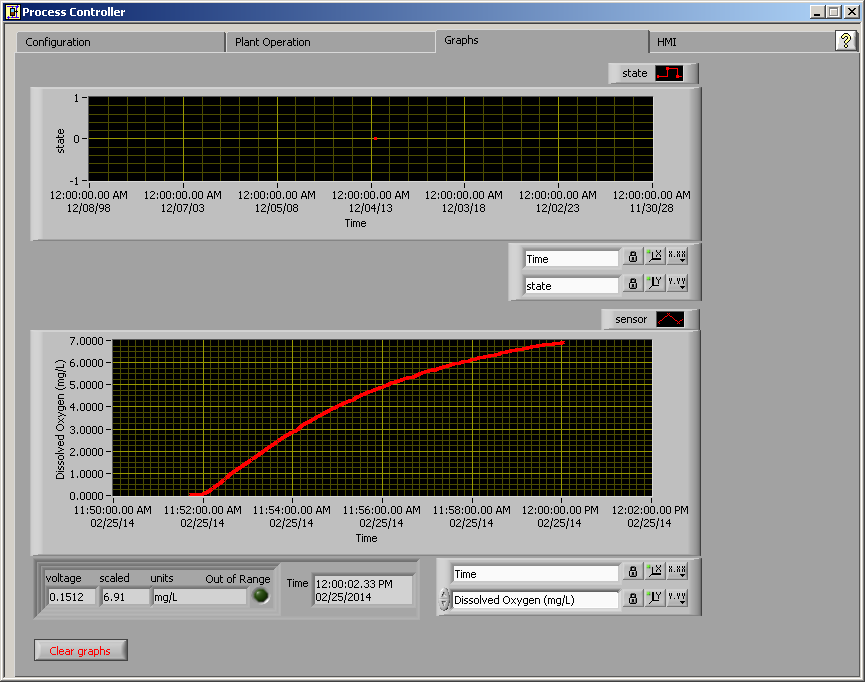 Process Controller
Configuration
Plant Operation
Graphs
HMI
?
state
1
0
-1
state
12:00:00.00 AM 12:00:00.00 AM 12:00:00.00 AM 12:00:00.00 AM 12:00:00.00 AM 12:00:00.00 AM 12:00:00.00 AM
12/08/98 12/07/03 12/05/08 12/04/13 12/03/18 12/02/23 11/30/28
Time
Time
X.XX
state
Y.YY
sensor
7.0000
6.0000
5.0000
4.0000
3.0000
2.0000
1.0000
0.0000
Dissolved Oxygen (mg/L)
11:50:00.00 AM 11:52:00.00 AM 11:54:00.00 AM 11:56:00.00 AM 11:58:00.00 AM 12:00:00.00 PM 12:02:00.00 PM
02/25/14 02/25/14 02/25/14 02/25/14 02/25/14 02/25/14 02/25/14
Time
voltage scaled units Out of Range
0.1512 6.91 mg/L
Time
12:00:02.33 PM
02/25/2014
Time
X.XX
Dissolved Oxygen (mg/L)
Y.YY
Clear graphs